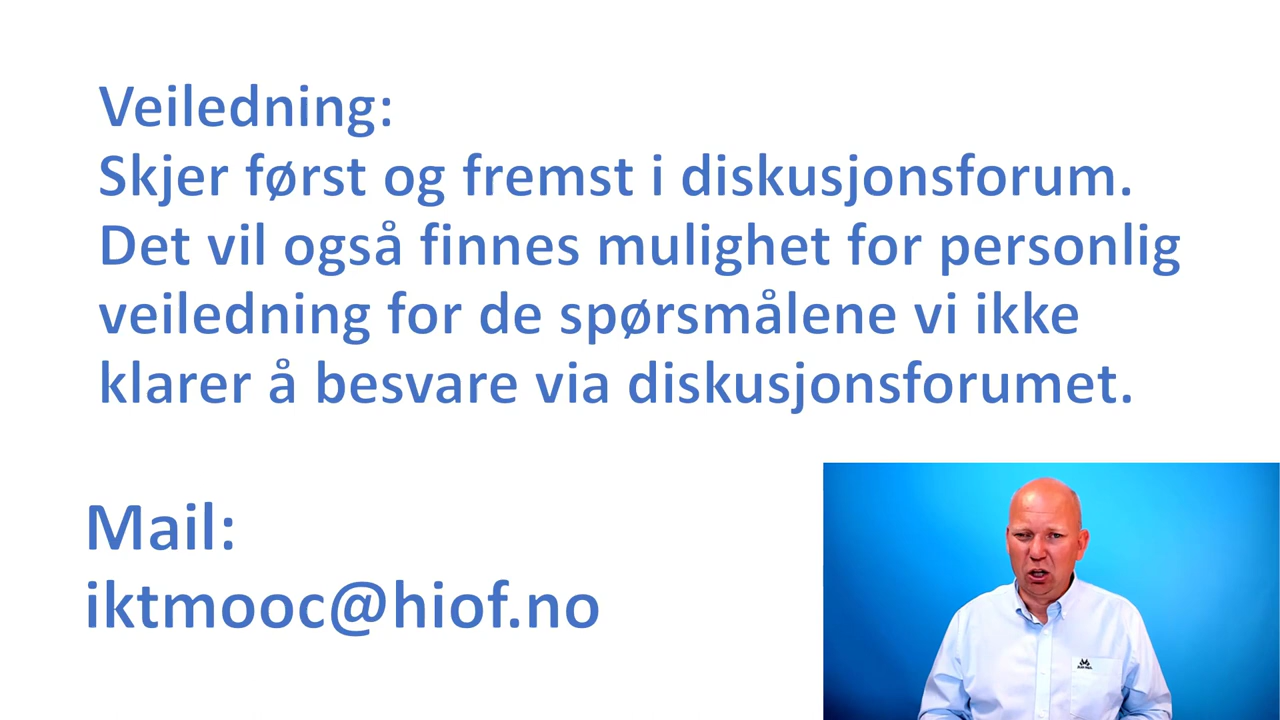 Veiledning:
Skjer først og fremst i diskusjonsforum.
Det vil også finnes mulighet for personlig
veiledning for de spørsmålene vi ikke
klarer å besvare via diskusjonsforumet.
Mail:
iktmooc@hiof.no